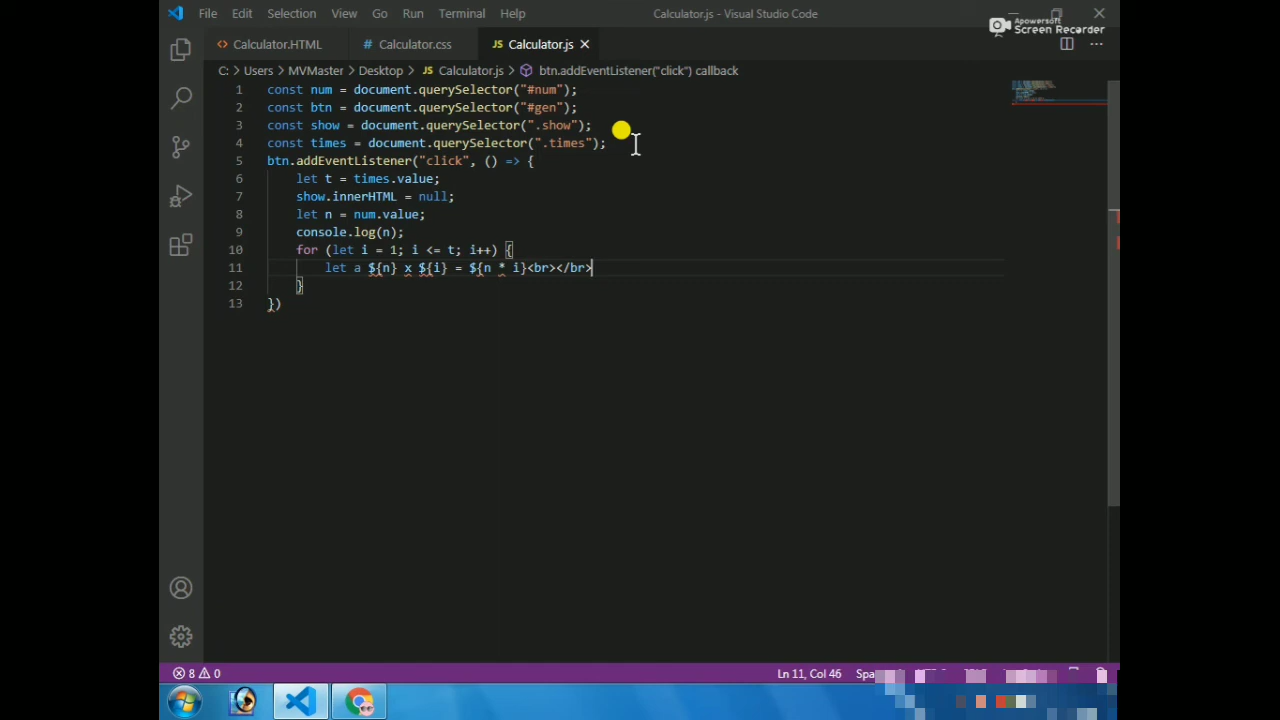 File Edit Selection View Go Run Terminal Help Calculator.js - Visual Studio Code
Apowersoft
Screen Recorder
Calculator.HTML # Calculator.css JS Calculator.js
C: > Users > MVMaster > Desktop > JS Calculator.js > btn.addEventListener("click") callback
1 const num = document.querySelector("#num");
2 const btn = document.querySelector("#gen");
3 const show = document.querySelector(".show");
4 const times = document.querySelector(".times");
5 btn.addEventListener("click", () => {
6 let t = times.value;
7 show.innerHTML = null;
8 let n = num.value;
9 console.log(n);
10 for (let i = 1; i <= t; i++) {
11 let a ${n} x ${i} = ${n * i}<br></br>
12 }
13 })
8 0 Ln 11, Col 46 Spa